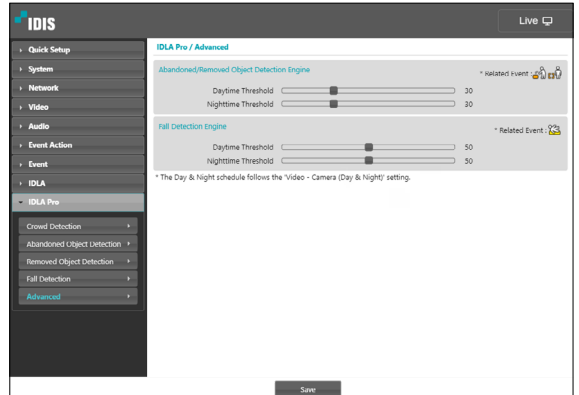 IDIS
Live
Quick Setup
System
Network
Video
Audio
Event Action
Event
IDLA
IDLA Pro
Crowd Detection
Abandoned Object Detection
Removed Object Detection
Fall Detection
Advanced
IDLA Pro / Advanced
Abandoned/Removed Object Detection Engine
* Related Event :
Daytime Threshold 30
Nighttime Threshold 30
Fall Detection Engine
* Related Event :
Daytime Threshold 50
Nighttime Threshold 50
* The Day & Night schedule follows the 'Video - Camera (Day & Night)' setting.
Save